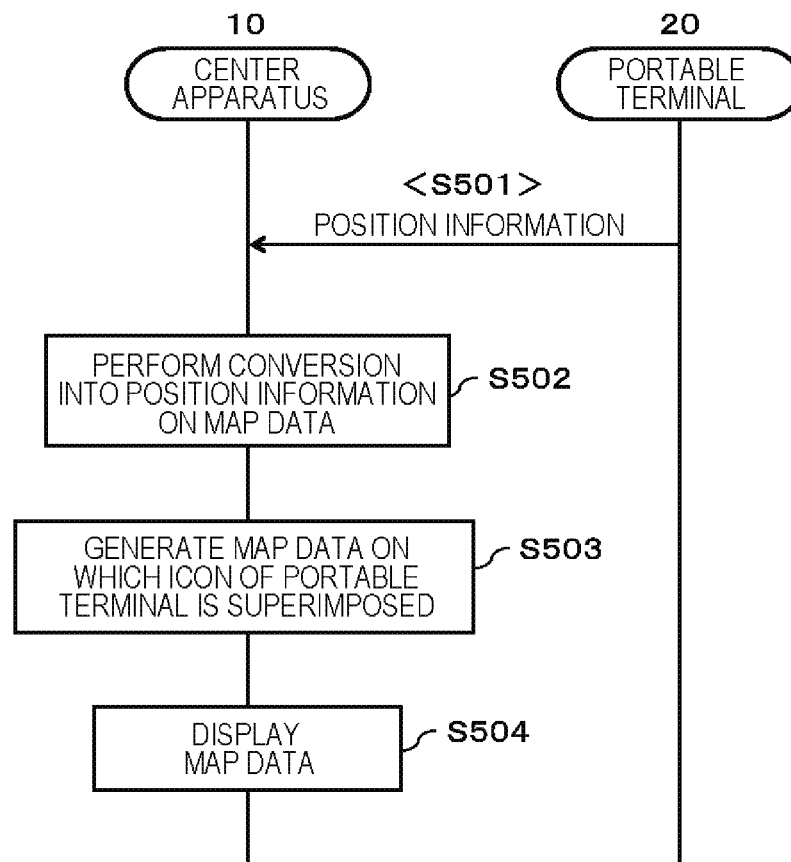 10
20
CENTER
APPARATUS
PORTABLE
TERMINAL
<S501>
POSITION INFORMATION
PERFORM CONVERSION
INTO POSITION INFORMATION
ON MAP DATA
S502
GENERATE MAP DATA ON
WHICH ICON OF PORTABLE
TERMINAL IS SUPERIMPOSED
S503
DISPLAY
MAP DATA
S504